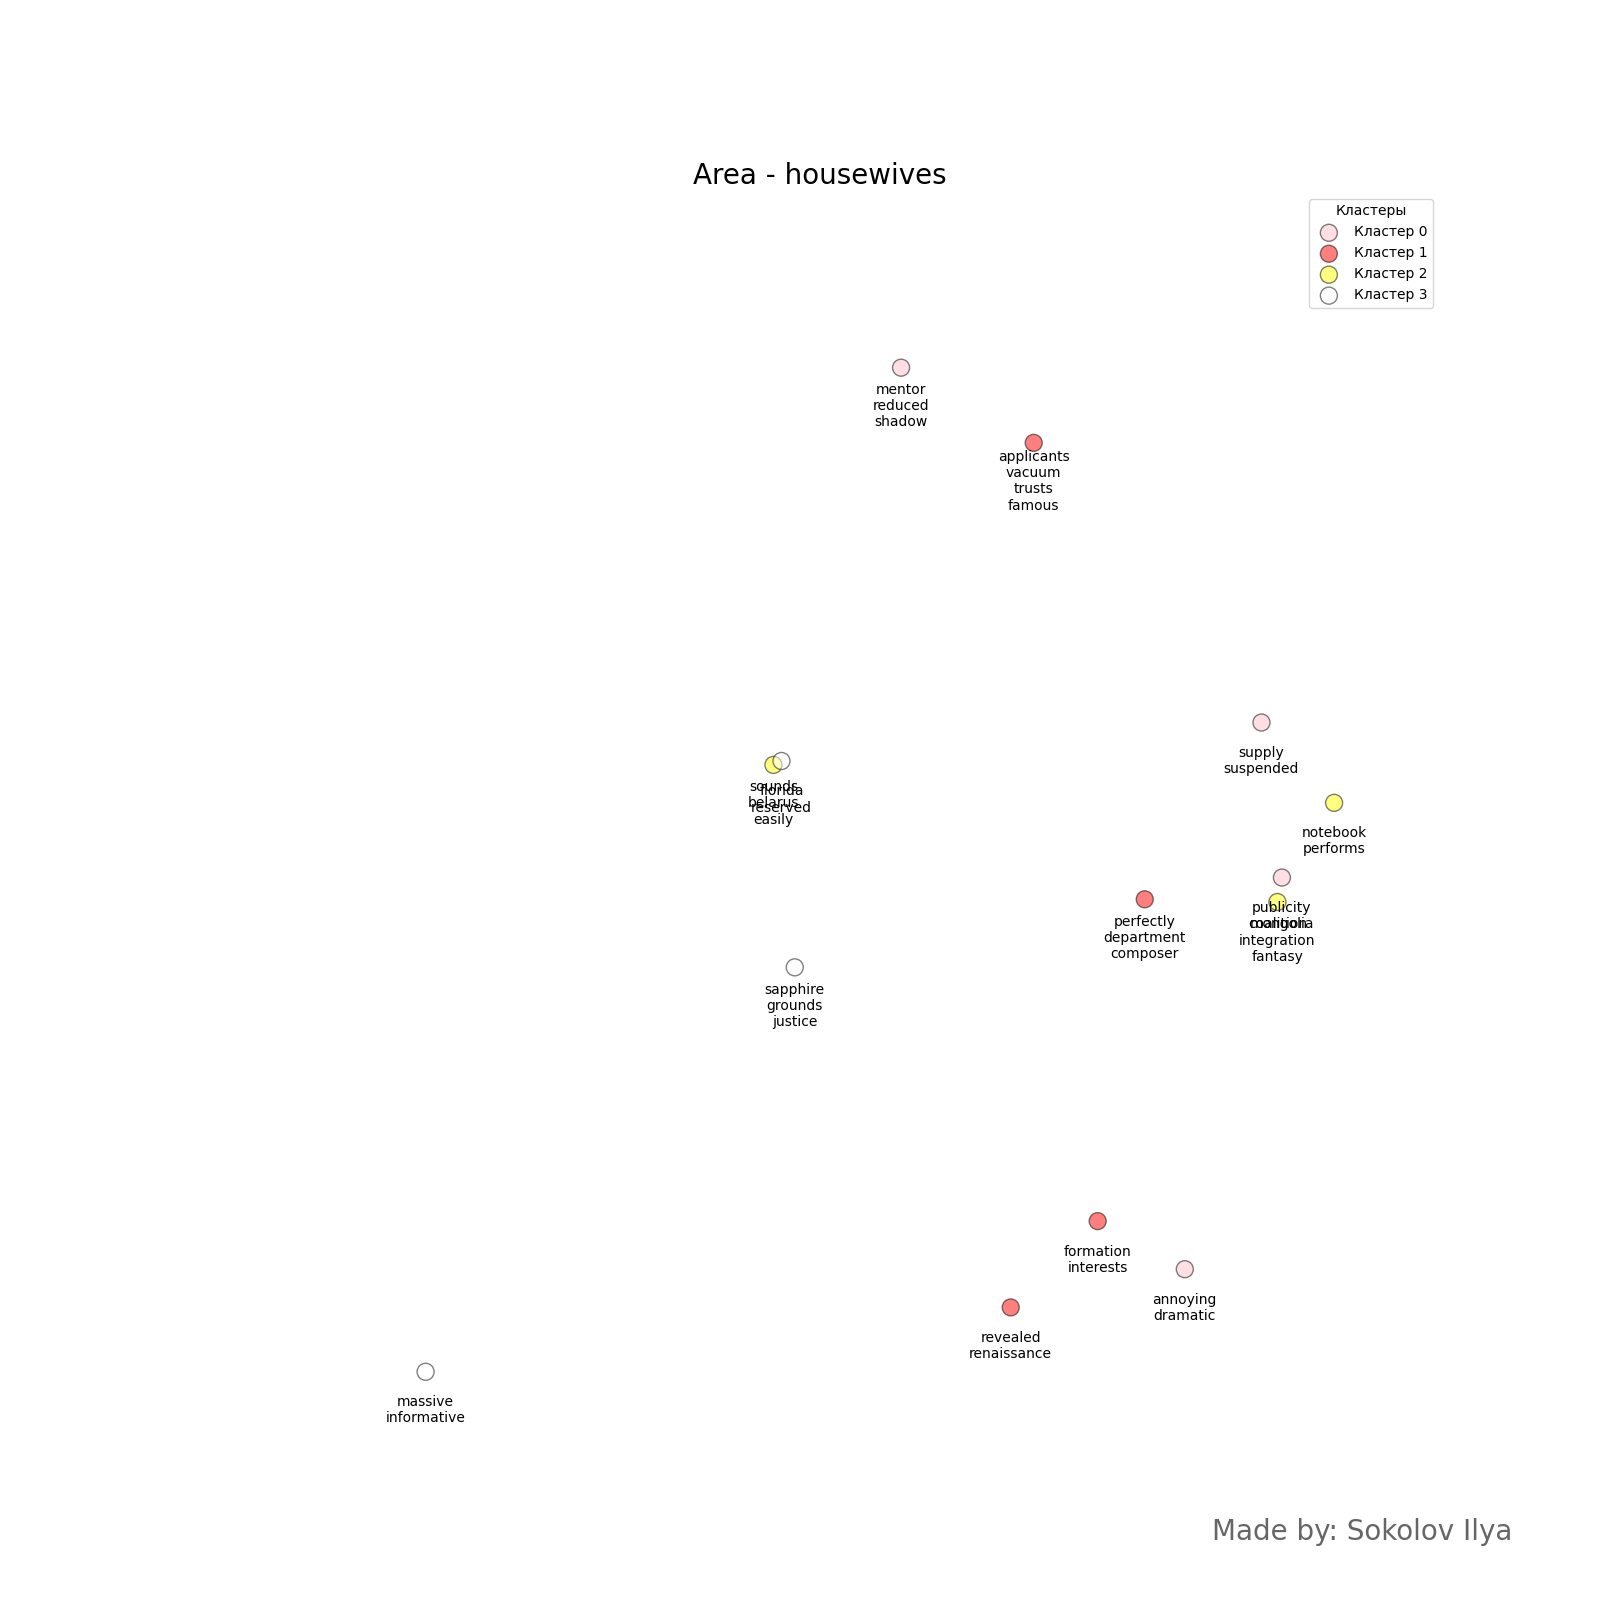 Area - housewives
Кластеры
Кластер 0
Кластер 1
Кластер 2
Кластер 3
mentor
reduced
shadow
applicants
vacuum
trusts
famous
supply
suspended
sounds
belarus
easily
florida
reserved
notebook
performs
perfectly
department
composer
publicity
mongolia
coalition
integration
fantasy
sapphire
grounds
justice
formation
interests
annoying
dramatic
revealed
renaissance
massive
informative
Made by: Sokolov Ilya